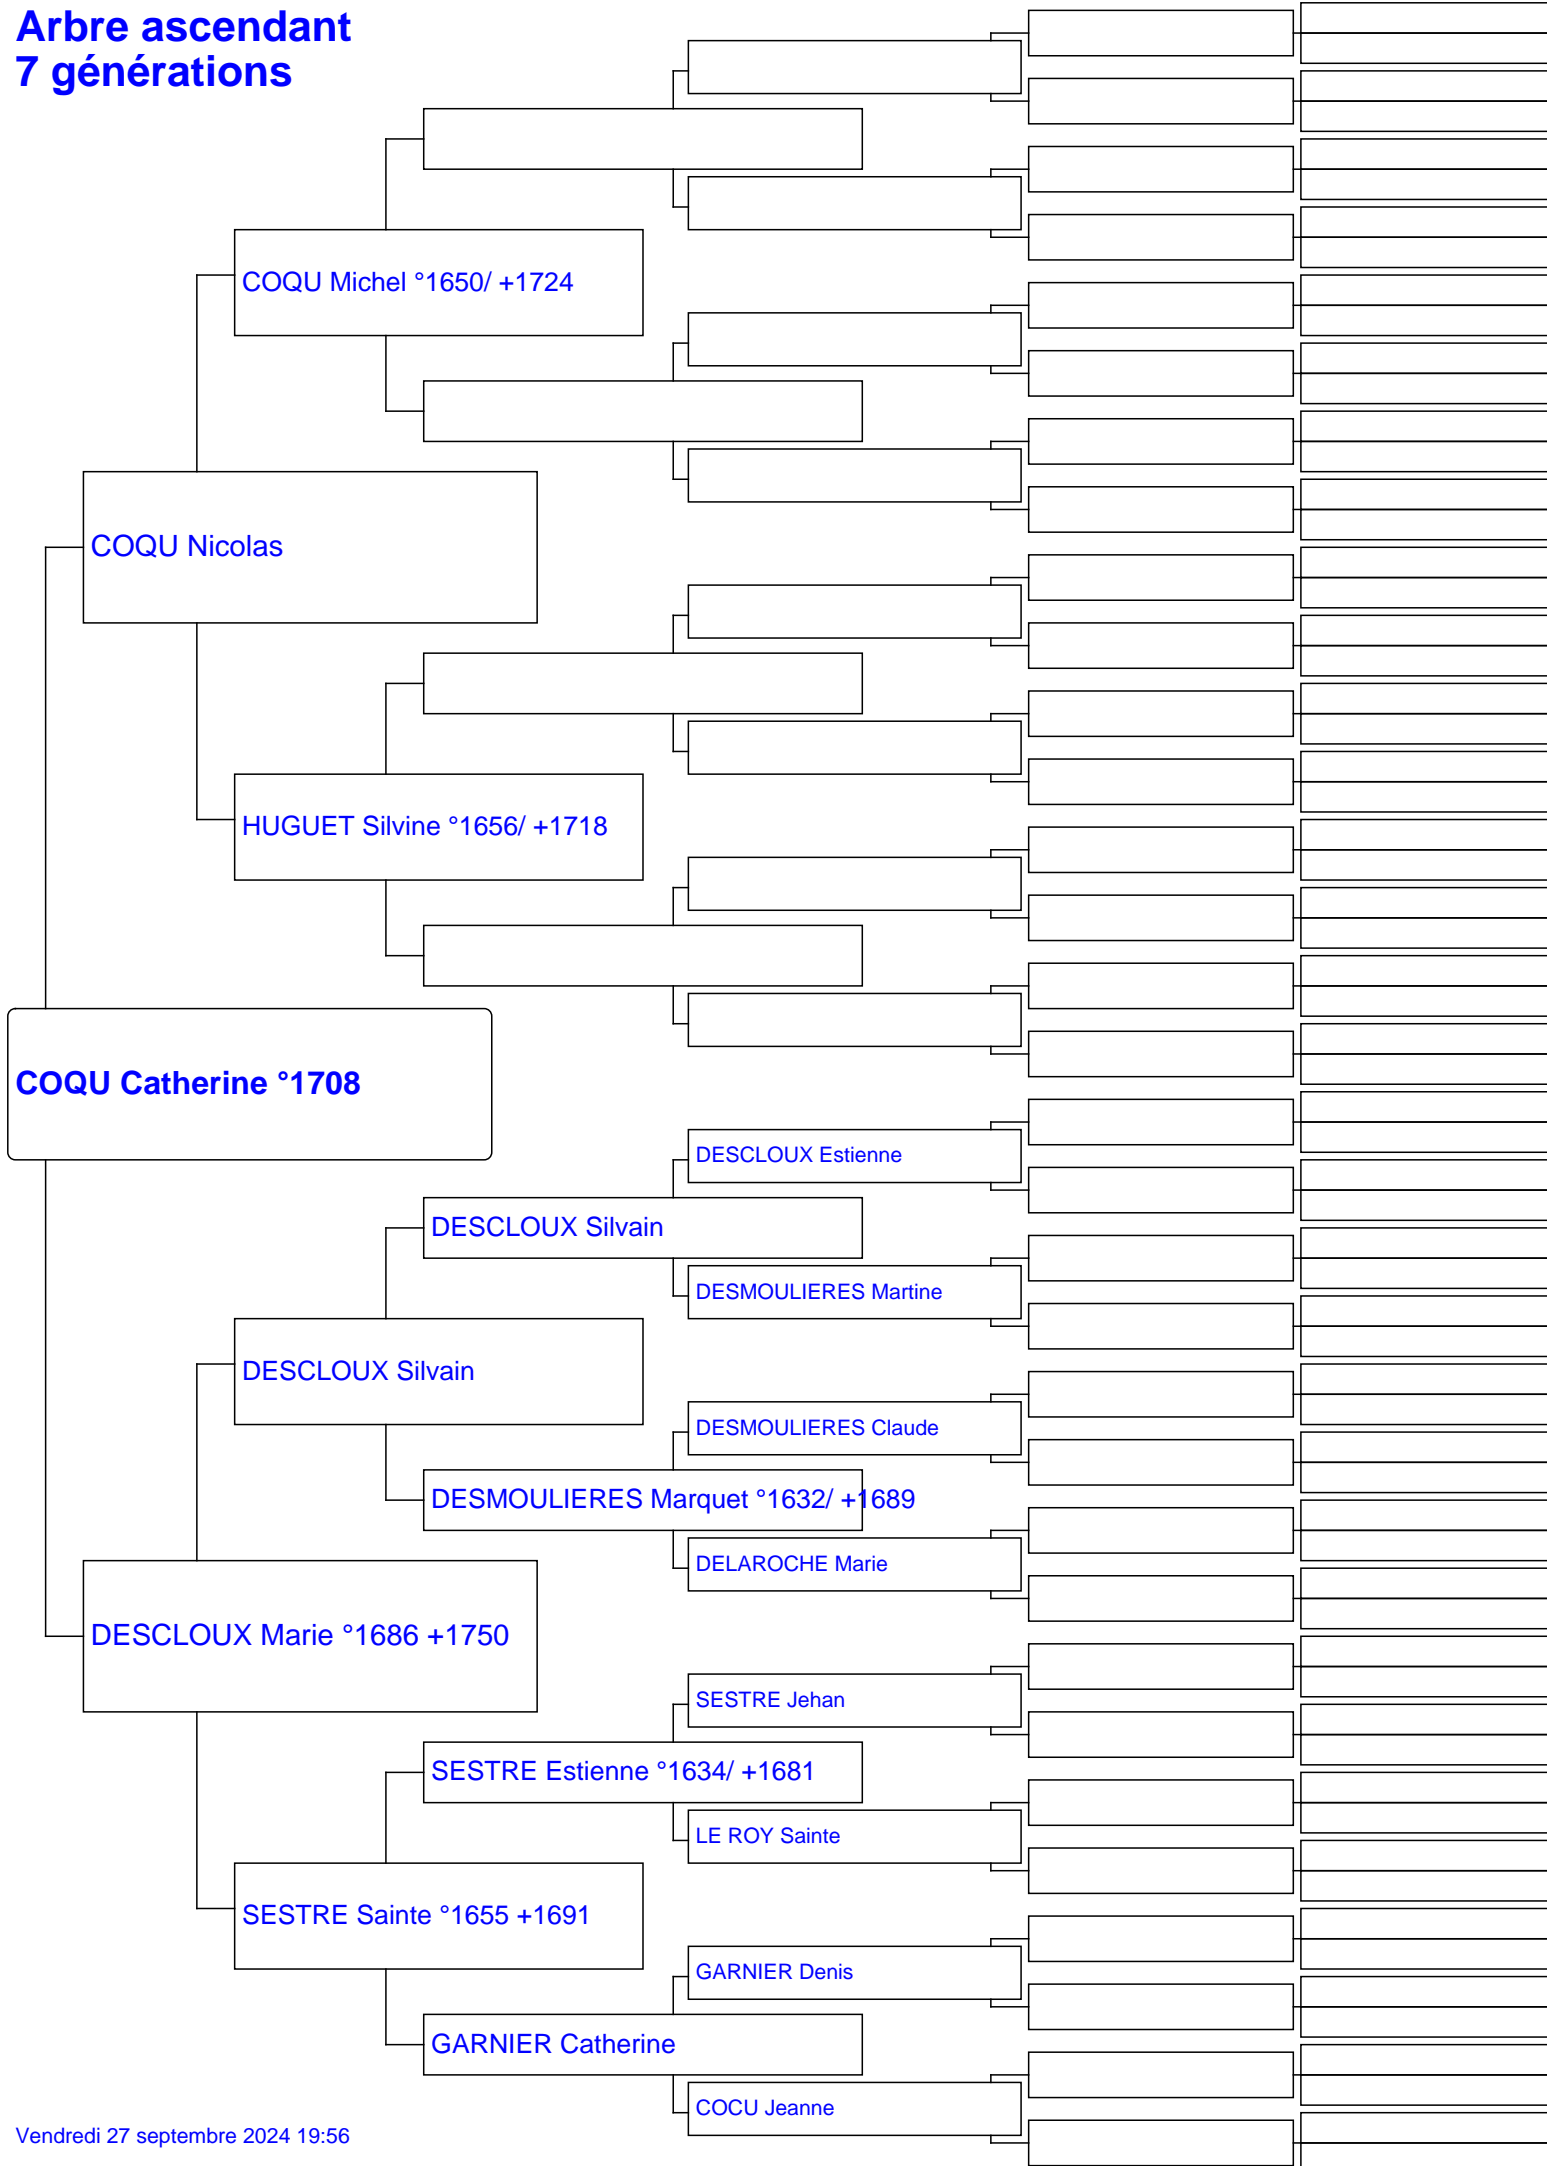 Arbre ascendant
7 générations
COQU Michel °1650/ +1724
COQU Nicolas
HUGUET Silvine °1656/ +1718
COQU Catherine °1708
DESCLOUX Estienne
DESCLOUX Silvain
DESMOULIERES Martine
DESCLOUX Silvain
DESMOULIERES Claude
DESMOULIERES Marquet °1632/ +1689
DELAROCHE Marie
DESCLOUX Marie °1686 +1750
SESTRE Jehan
SESTRE Estienne °1634/ +1681
LE ROY Sainte
SESTRE Sainte °1655 +1691
GARNIER Denis
GARNIER Catherine
COCU Jeanne
Vendredi 27 septembre 2024 19:56